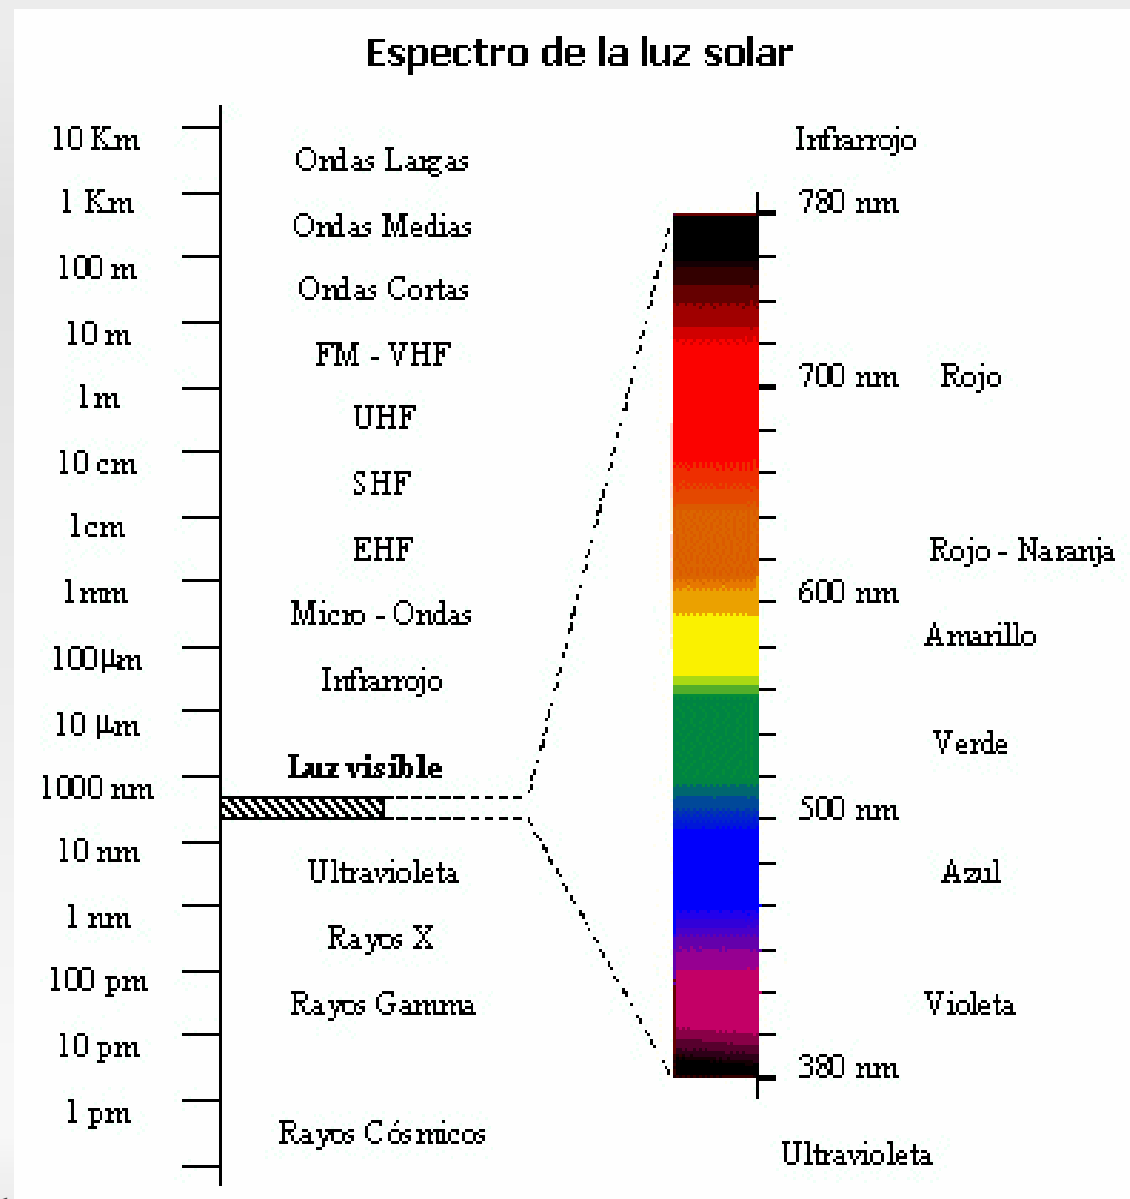 Espectro de la luz solar
10 Km
1 Km
100 m
10 m
1m
10 cm
1cm
1mm
100µm
10 µm
1000 nm
10 nm
1 nm
100 pm
10 pm
1 pm
Ondas Largas
Ondas Medias
Ondas Cortas
FM - VHF
UHF
SHF
EHF
Micro - Ondas
Infrarrojo
Luz visible
Ultravioleta
Rayos X
Rayos Gamma
Rayos Cósmicos
Infrarrojo
780 nm
700 nm Rojo
Rojo - Naranja
600 nm
Amarillo
Verde
500 nm
Azul
Violeta
380 nm
Ultravioleta